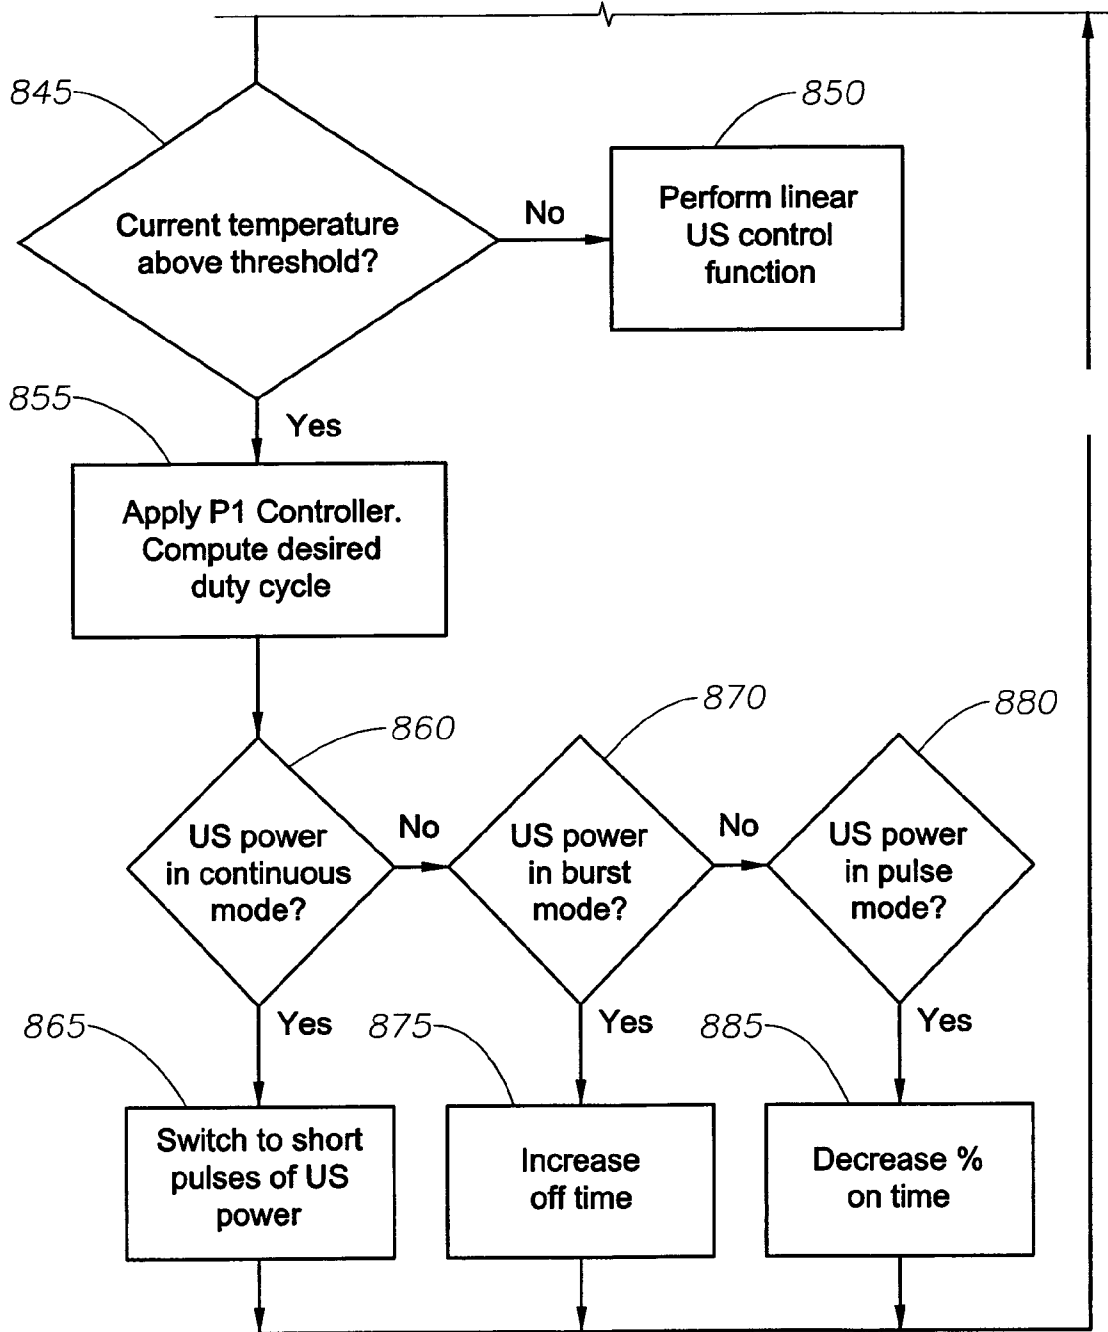 845
850
Current temperature
above threshold?
No
Perform linear
US control
function
855
Yes
Apply P1 Controller.
Compute desired
duty cycle
860
870
880
US power
in continuous
mode?
No
US power
in burst
mode?
No
US power
in pulse
mode?
865
Yes
875
Yes
885
Yes
Switch to short
pulses of US
power
Increase
off time
Decrease %
on time